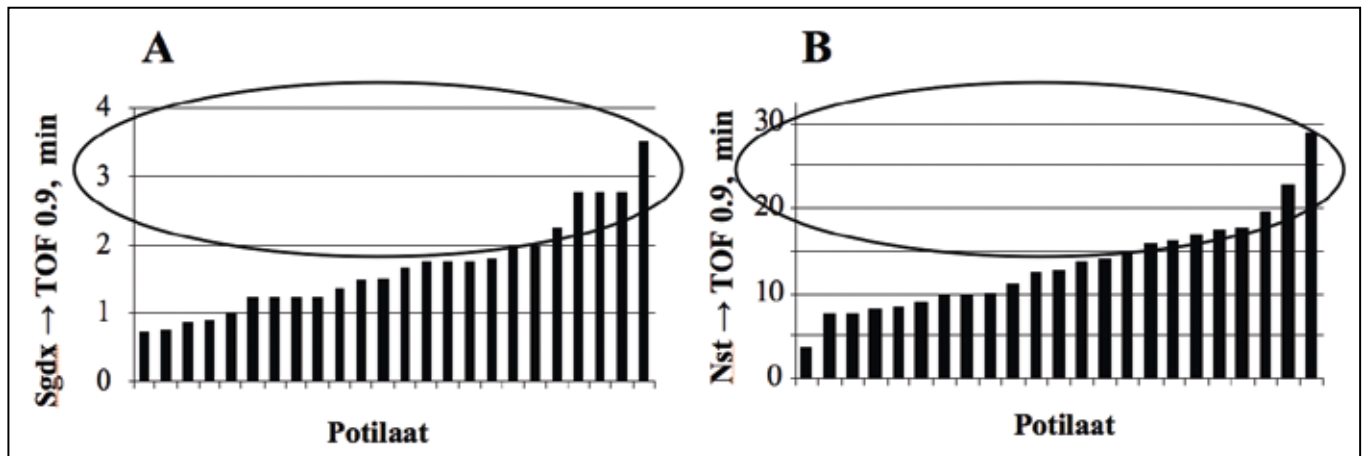 A
Sgdx → TOF 0.9, min
4
3
2
1
0
Potilaat
B
Nst → TOF 0.9, min
30
20
10
0
Potilaat